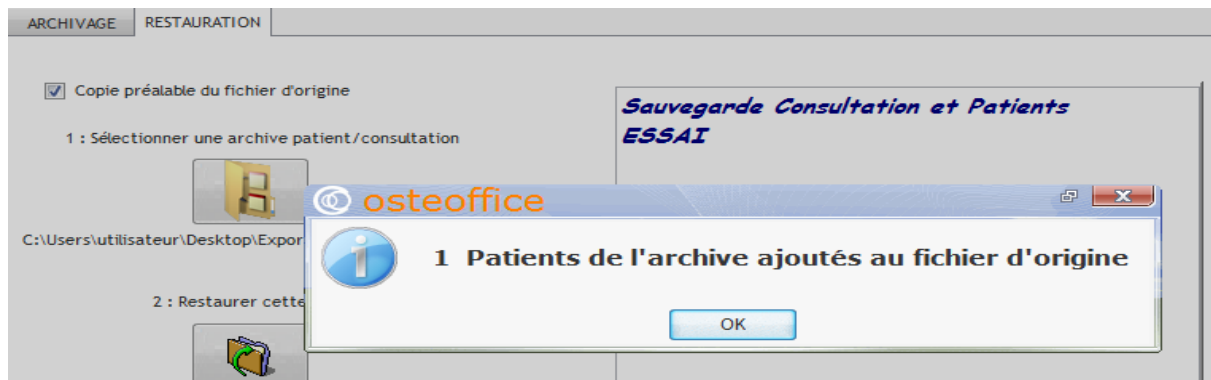 ARCHIVAGE
RESTAURATION
Copie préalable du fichier d'origine
1 : Sélectionner une archive patient/consultation
Sauvegarde Consultation et Patients
ESSAI
osteoffice
C:\Users\utilisateur\Desktop\Expor
1 Patients de l'archive ajoutés au fichier d'origine
2 : Restaurer cette
OK